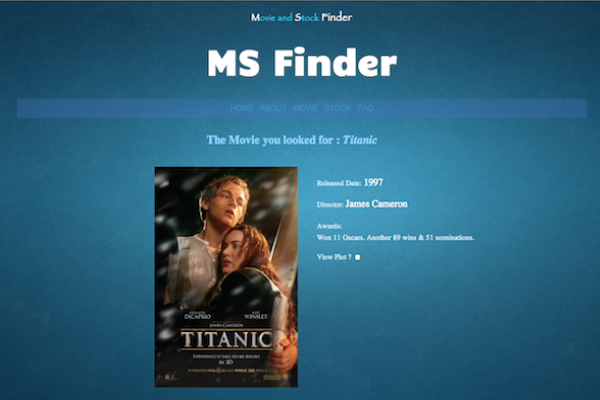 Movie and Stock Finder
MS Finder
HOME ABOUT MOVIE STOCK FAQ
The Movie you looked for : Titanic
Released Date: 1997
Director: James Cameron
Awards:
Won 11 Oscars. Another 89 wins & 51 nominations.
View Plot ?
LEONARDO KATE
DiCAPRIO WINSLET
JAMES CAMERON
TITANIC
EXPERIENCE IT LIKE NEVER BEFORE
IN 3D